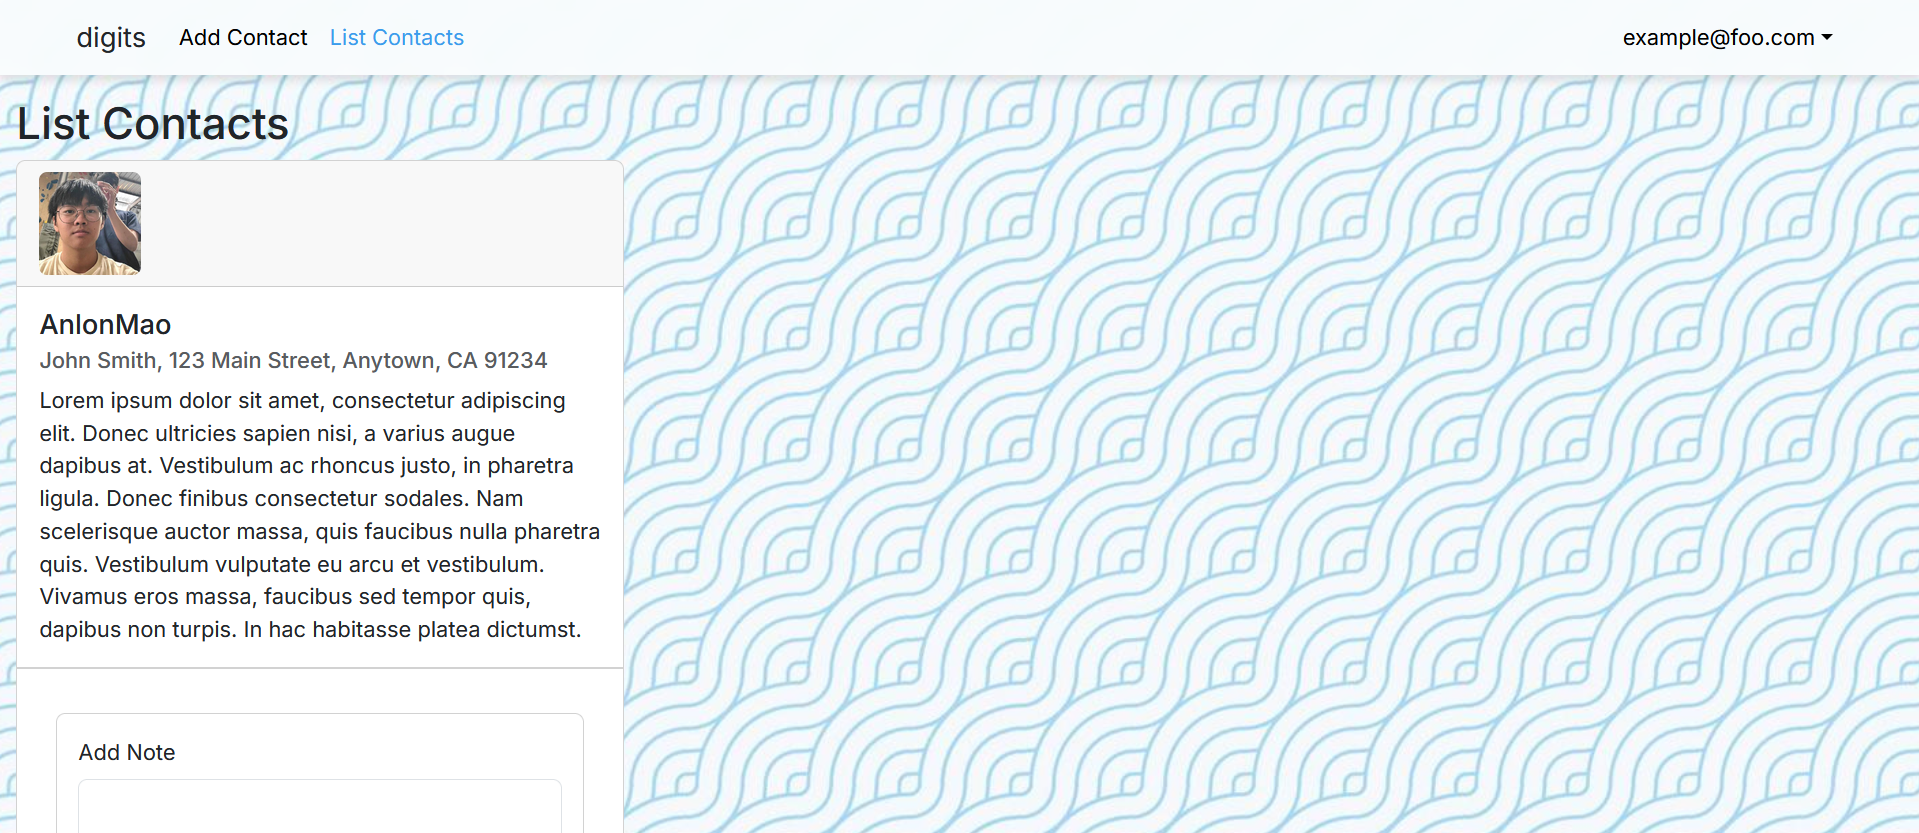 digits Add Contact List Contacts example@foo.com
List Contacts
AnlonMao
John Smith, 123 Main Street, Anytown, CA 91234
Lorem ipsum dolor sit amet, consectetur adipiscing
elit. Donec ultricies sapien nisi, a varius augue
dapibus at. Vestibulum ac rhoncus justo, in pharetra
ligula. Donec finibus consectetur sodales. Nam
scelerisque auctor massa, quis faucibus nulla pharetra
quis. Vestibulum vulputate eu arcu et vestibulum.
Vivamus eros massa, faucibus sed tempor quis,
dapibus non turpis. In hac habitasse platea dictumst.
Add Note